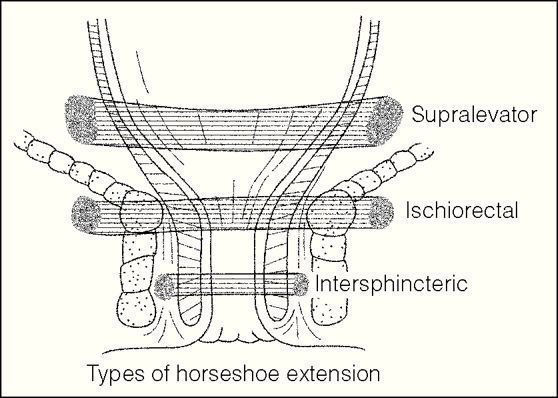 Supralevator
Ischiorectal
Intersphincteric
Types of horseshoe extension